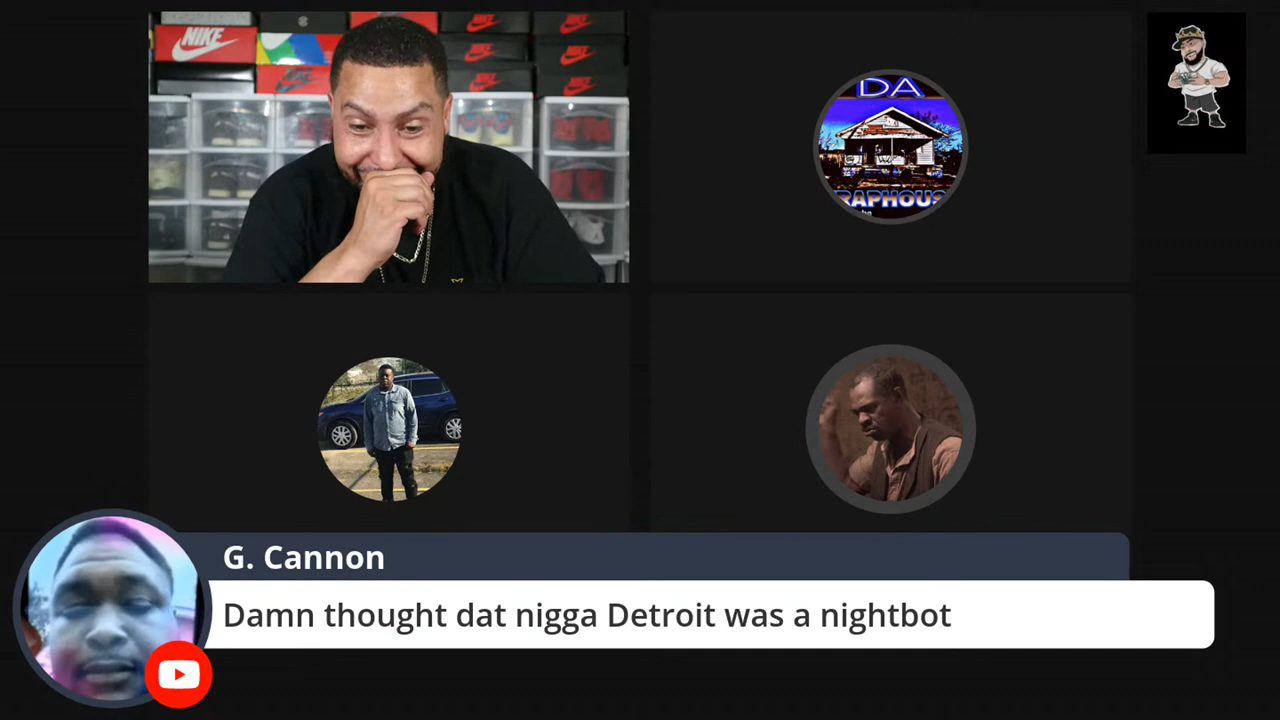 NIKE
DA
RAPHOUS
G. Cannon
Damn thought dat nigga Detroit was a nightbot